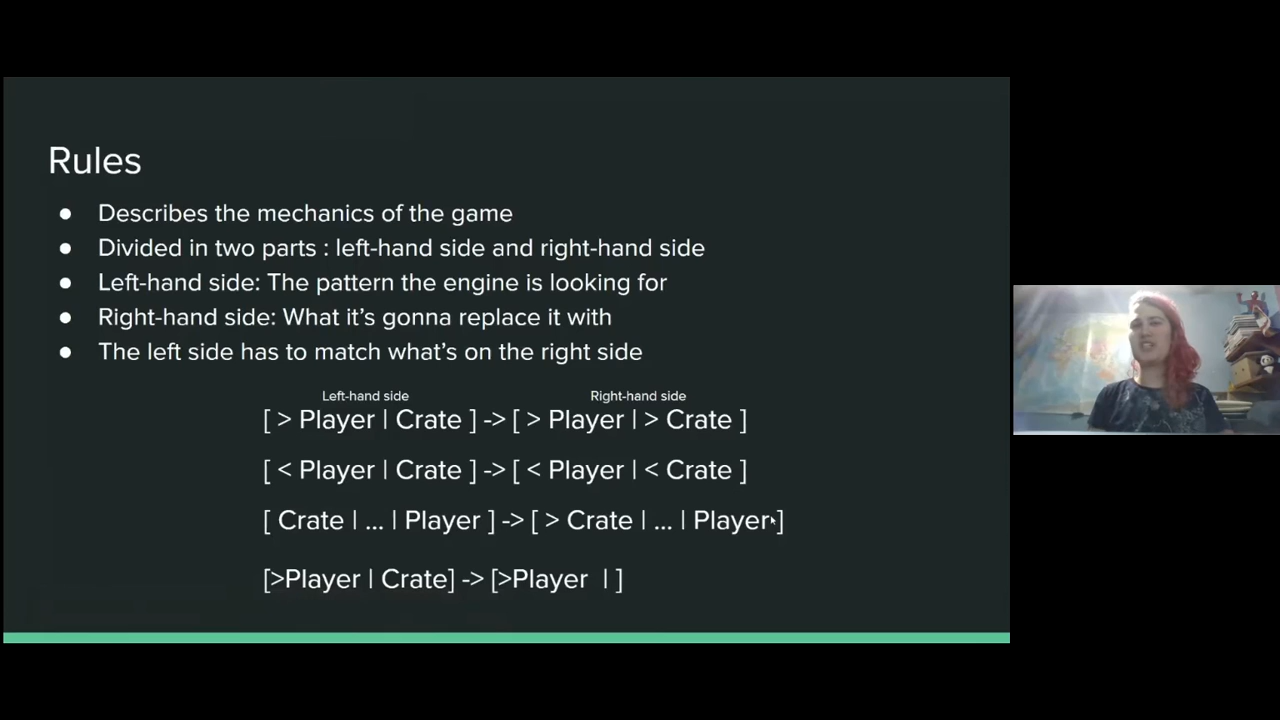 Rules
● Describes the mechanics of the game
● Divided in two parts : left-hand side and right-hand side
● Left-hand side: The pattern the engine is looking for
● Right-hand side: What it’s gonna replace it with
● The left side has to match what’s on the right side
Left-hand side Right-hand side
[ > Player | Crate ] -> [ > Player | > Crate ]
[ < Player | Crate ] -> [ < Player | < Crate ]
[ Crate | ... | Player ] -> [ > Crate | ... | Player ]
[>Player | Crate] -> [>Player | ]